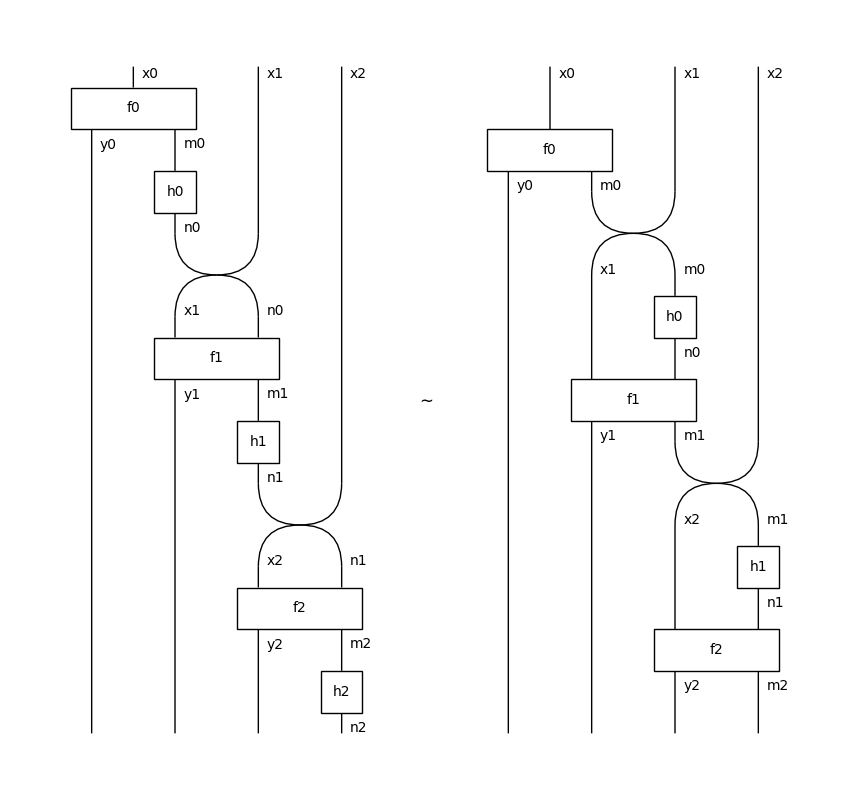 x0 x1 x2 x0 x1 x2
f0
y0 m0
f0
h0
y0 m0
n0
x1 m0
x1 n0
h0
f1
n0
y1 m1
~
f1
y1 m1
h1
n1
x2 m1
x2 n1
h1
n1
f2
y2 m2
f2
y2 m2
h2
n2